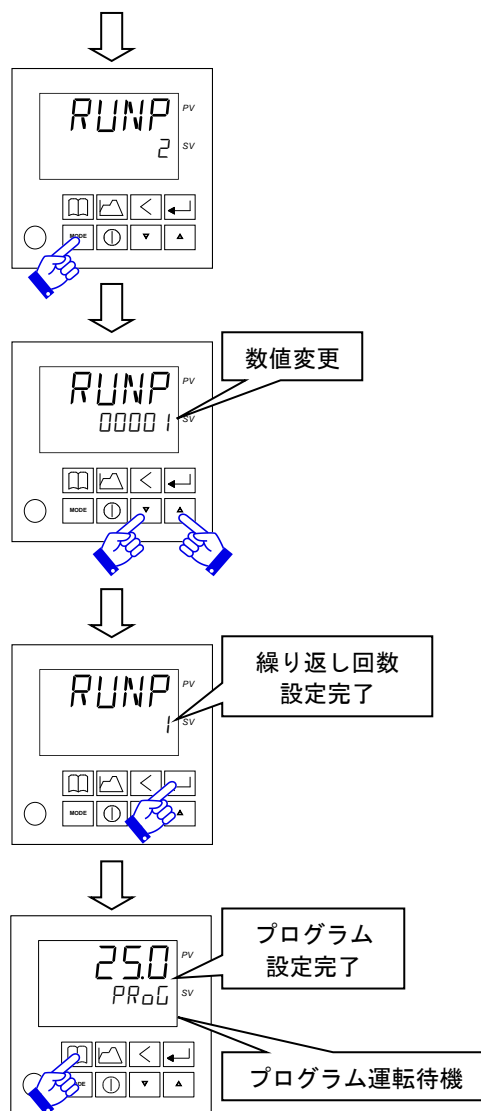 RUNP PV
2 SV
MODE
RUNP PV
数値変更
00001 SV
MODE
RUNP PV
繰り返し回数
設定完了
1 SV
MODE
プログラム
設定完了
25.0 PV
PRoG SV
プログラム運転待機